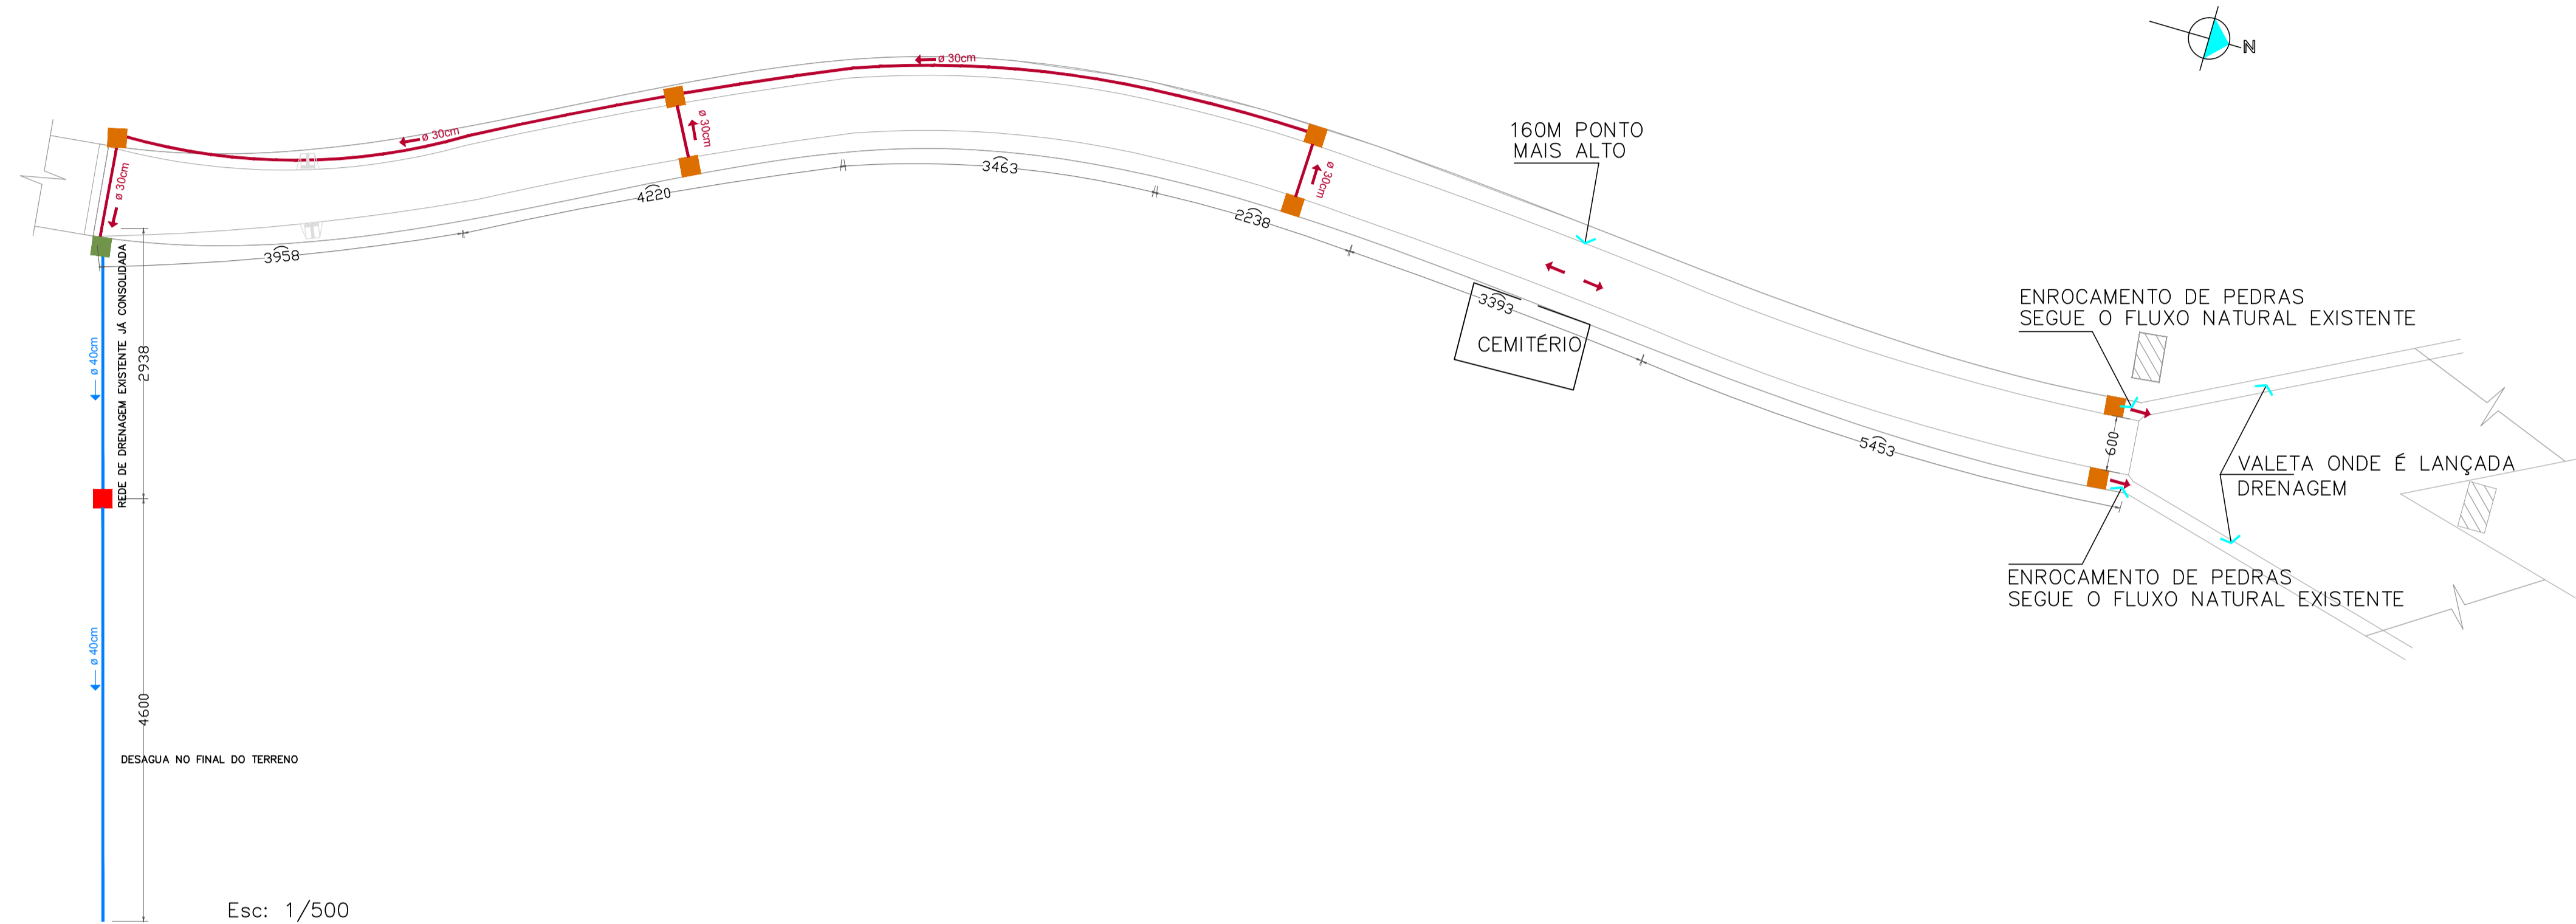 N
ø 30cm
ø 30cm
ø 30cm
ø 30cm
ø 30cm
160M PONTO
MAIS ALTO
3958
4220
3463
2238
3393
5453
600
CEMITÉRIO
ENROCAMENTO DE PEDRAS
SEGUE O FLUXO NATURAL EXISTENTE
VALETA ONDE É LANÇADA
DRENAGEM
ENROCAMENTO DE PEDRAS
SEGUE O FLUXO NATURAL EXISTENTE
REDE DE DRENAGEM EXISTENTE JÁ CONSOLIDADA
2938
ø 40cm
ø 40cm
4600
DESAGUA NO FINAL DO TERRENO
Esc: 1/500